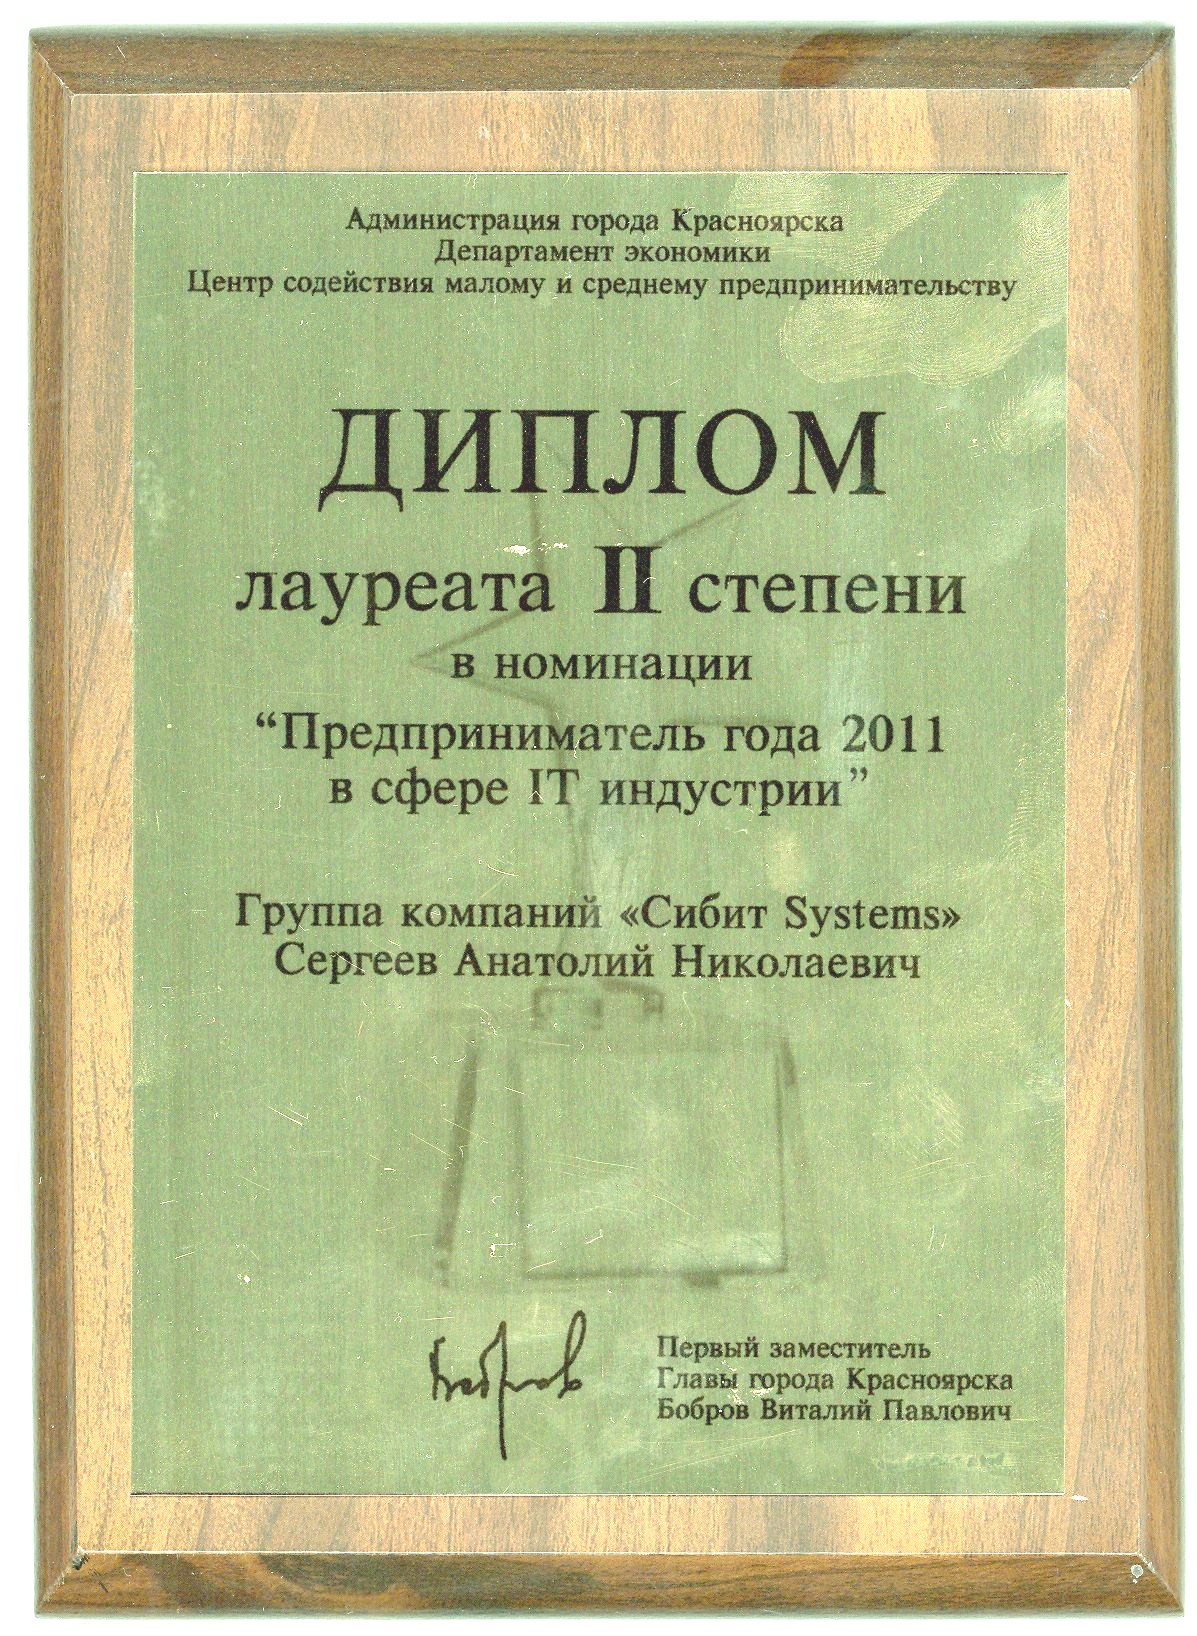 Администрация города Красноярска
Департамент экономики
Центр содействия малому и среднему предпринимательству
ДИПЛОМ
лауреата II степени
в номинации
“Предприниматель года 2011
в сфере IT индустрии”
Группа компаний «Сибит Systems»
Сергеев Анатолий Николаевич
Первый заместитель
Главы города Красноярска
Бобров Виталий Павлович